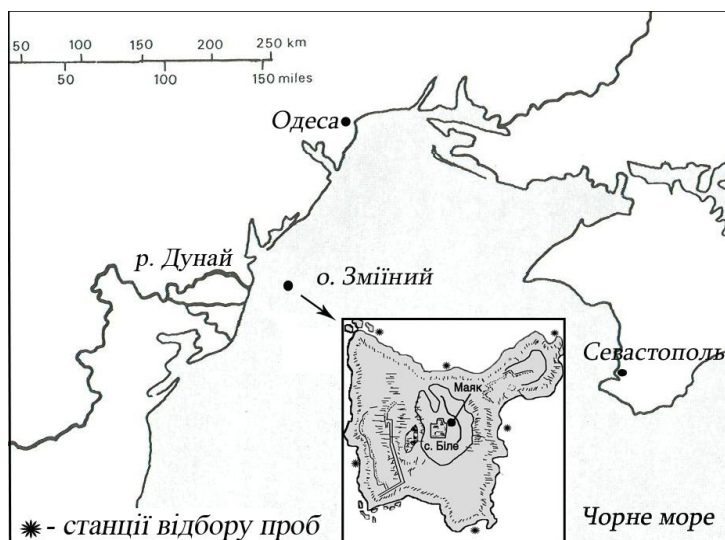 50 100 150 200 250 km
50 100 150 miles
Одеса
р. Дунай
о. Зміїний
Севастополь
Маяк
с. Біле
✷ - станції відбору проб
Чорне море